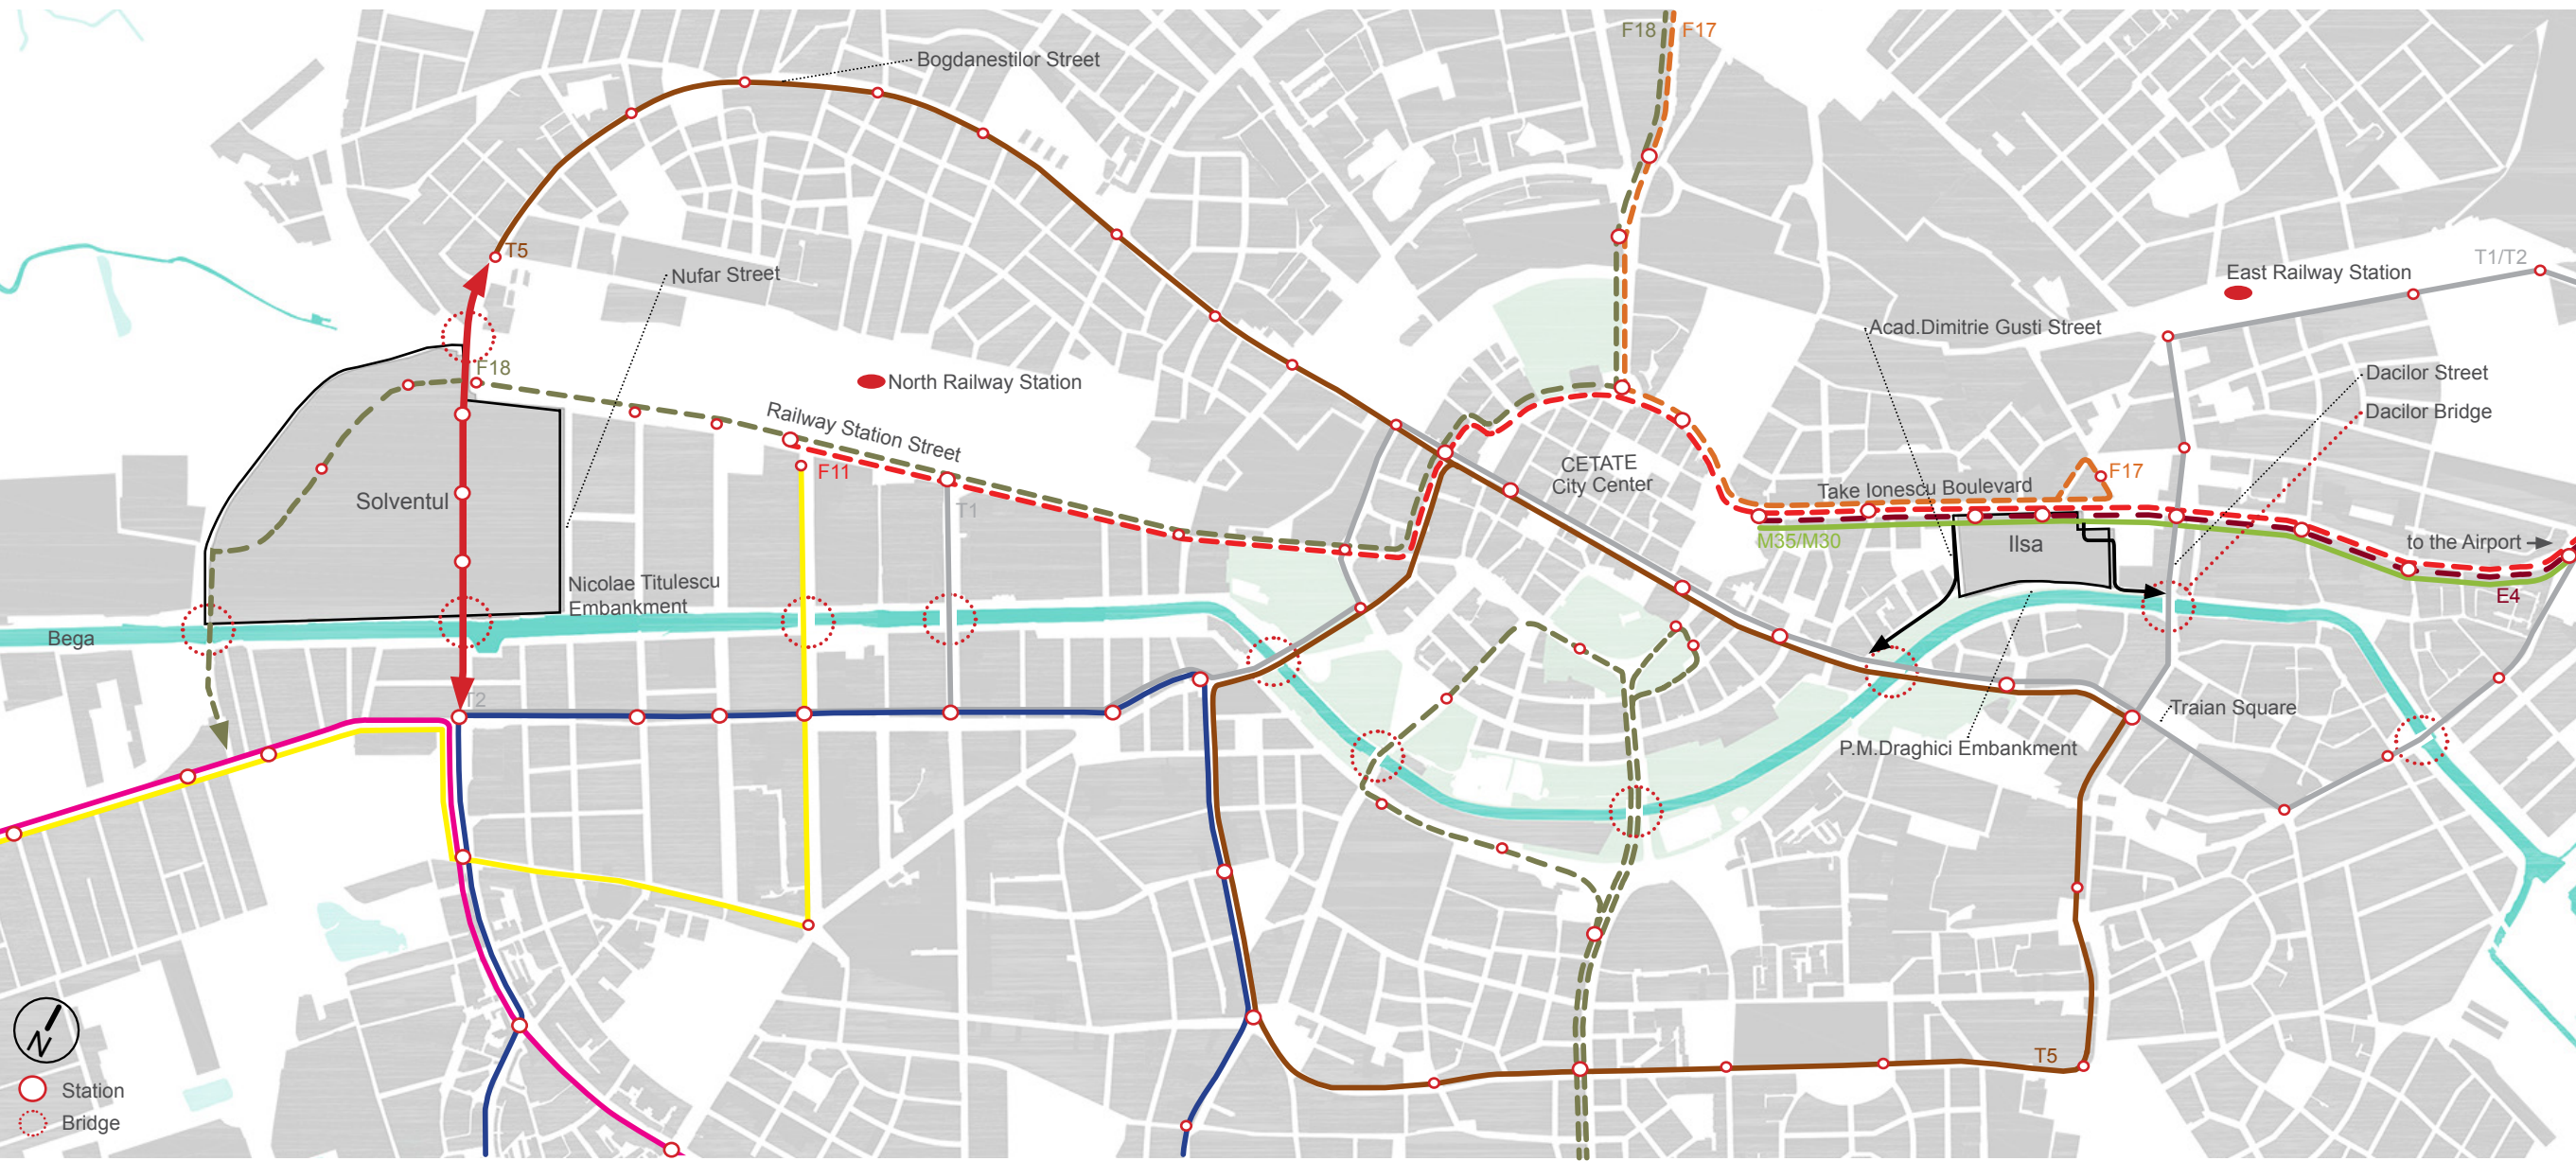 F18
F17
Bogdanestilor Street
T5
Nufar Street
East Railway Station
T1/T2
Acad.Dimitrie Gusti Street
F18
North Railway Station
Dacilor Street
Dacilor Bridge
Railway Station Street
F11
CETATE
City Center
F17
Take Ionescu Boulevard
Solventul
T1
M35/M30
Ilsa
to the Airport
Nicolae Titulescu
Embankment
E4
Bega
T2
Traian Square
P.M.Draghici Embankment
N
T5
Station
Bridge